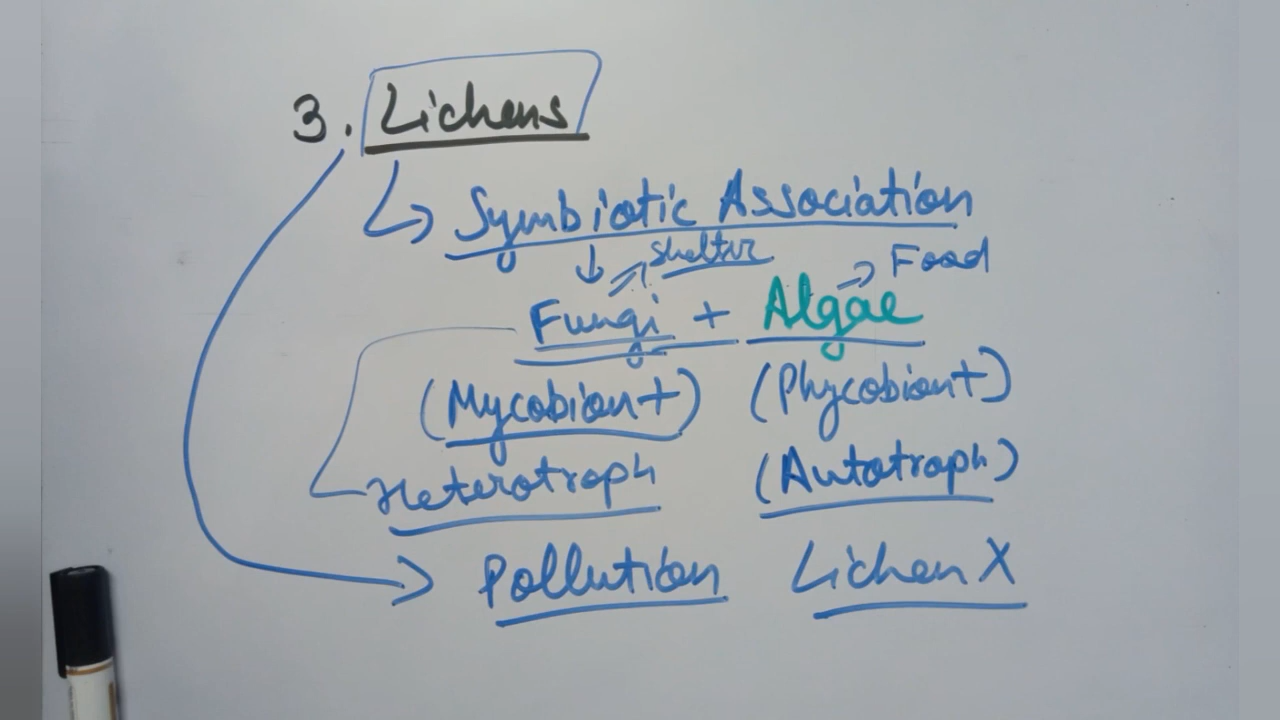 3. Lichens
↳ Symbiotic Association
↓ ↗ Shelter → Food
Fungi + Algae
(Mycobiont) (Phycobiont)
Heterotroph (Autotroph)
→ Pollution Lichen X